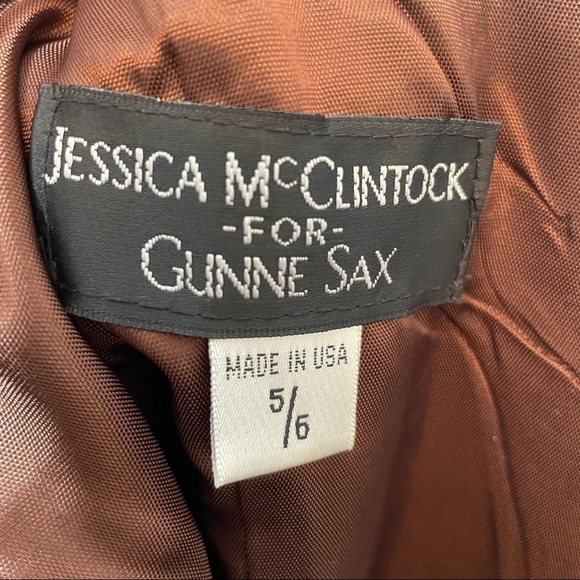 JESSICA MCCLINTOCK
-FOR-
GUNNE SAX
MADE IN USA
5/6